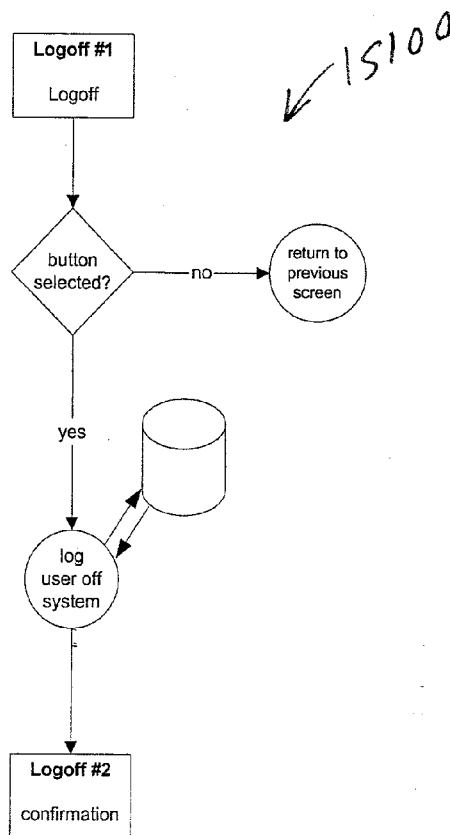 Logoff #1
Logoff
15100
button
selected?
no
return to
previous
screen
yes
log
user off
system
Logoff #2
confirmation